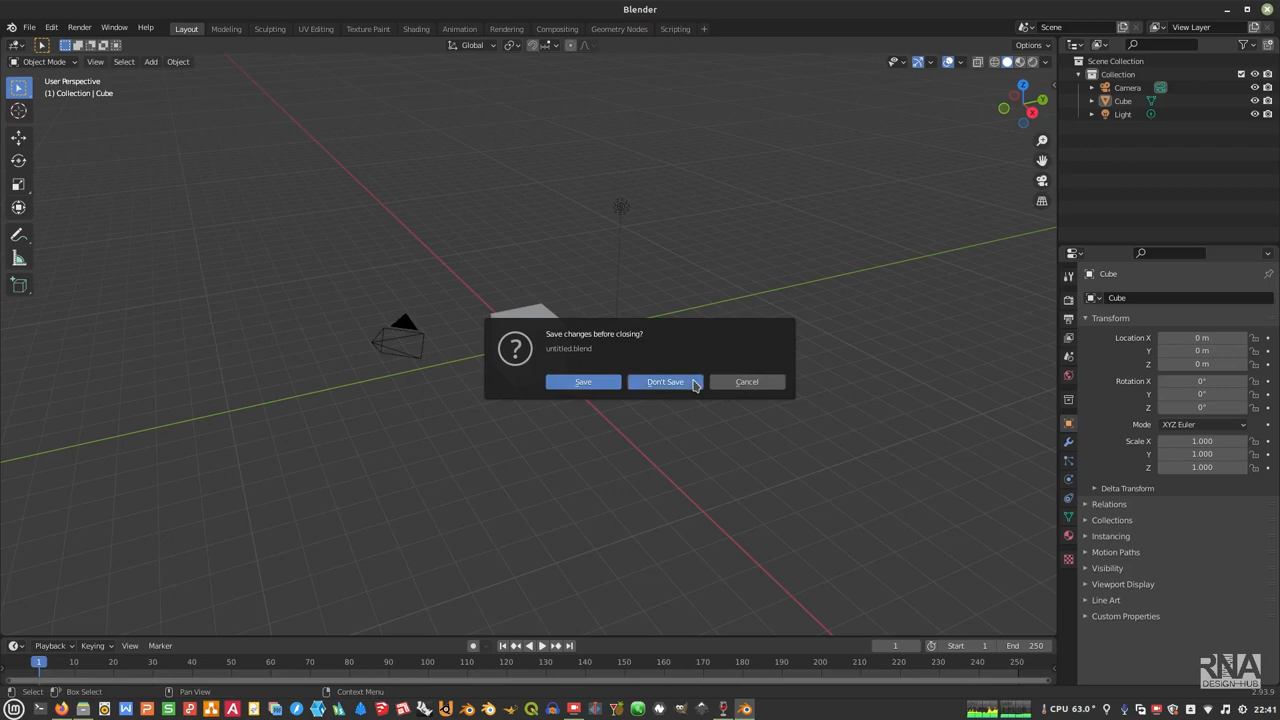 Blender
File Edit Render Window Help
Layout Modeling Sculpting UV Editing Texture Paint Shading Animation Rendering Compositing Geometry Nodes Scripting
Scene
View Layer
Global
Options
Object Mode View Select Add Object
User Perspective
(1) Collection | Cube
Z
Y
X
Scene Collection
Collection
Camera
Cube
Light
Save changes before closing?
untitled.blend
Save Don't Save Cancel
Cube
Cube
Transform
Location X 0 m
Y 0 m
Z 0 m
Rotation X 0°
Y 0°
Z 0°
Mode XYZ Euler
Scale X 1.000
Y 1.000
Z 1.000
Delta Transform
Relations
Collections
Instancing
Motion Paths
Visibility
Viewport Display
Line Art
Custom Properties
Playback Keying View Marker
1 Start 1 End 250
1 10 20 30 40 50 60 70 80 90 100 110 120 130 140 150 160 170 180 190 200 210 220 230 240 250
Select Box Select Pan View Context Menu
2.93.9
RNA
DESIGN-HUB
CPU 63.0°
22:41